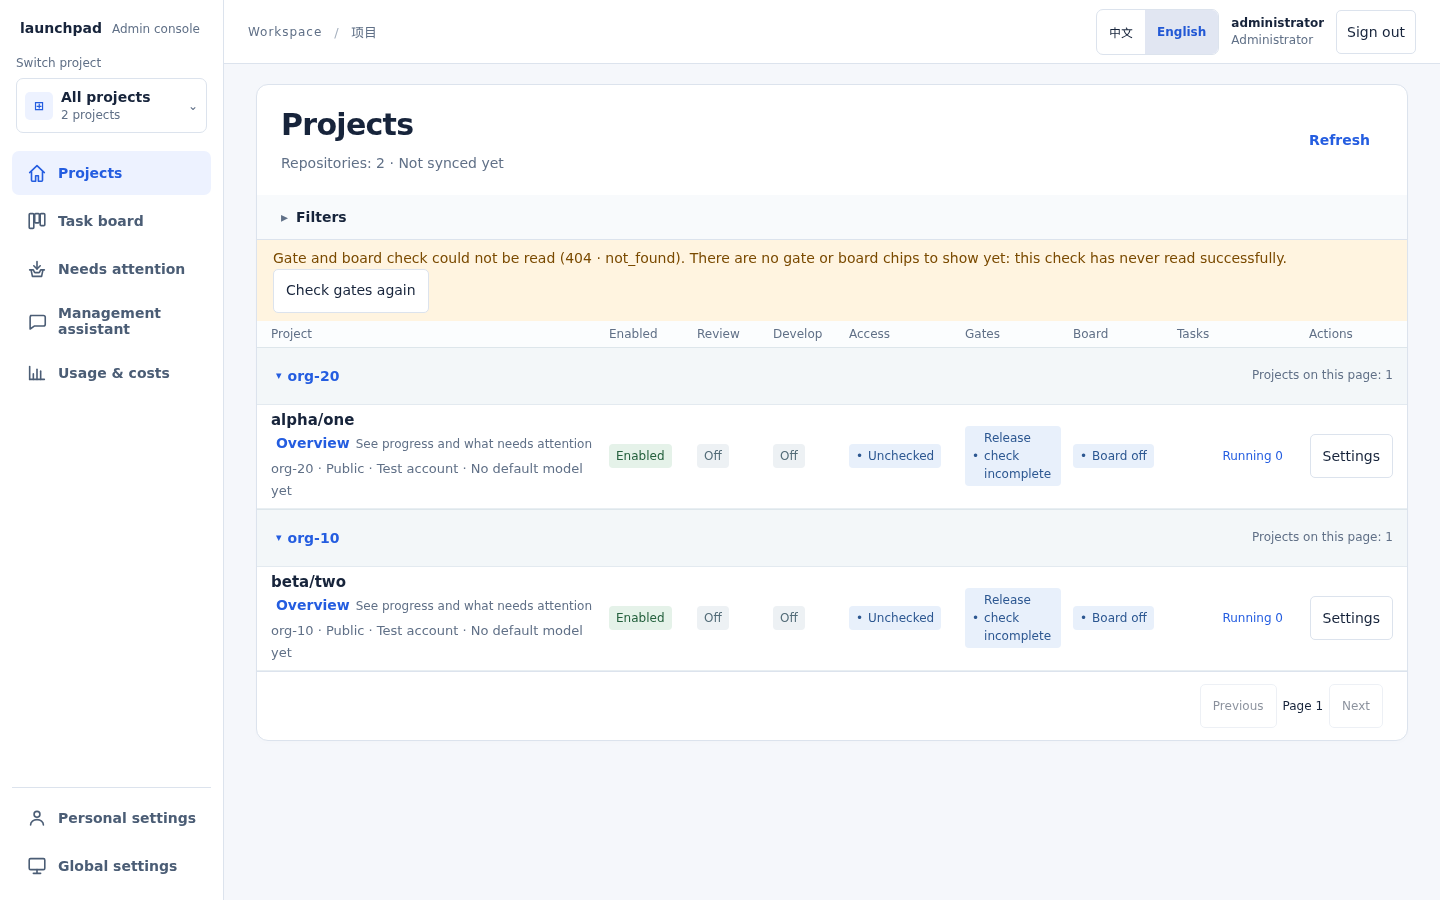 launchpad Admin console
Switch project
All projects
2 projects
Projects
Task board
Needs attention
Management
assistant
Usage & costs
Personal settings
Global settings
Workspace / 项目
中文 English
administrator
Administrator
Sign out
Projects
Repositories: 2 · Not synced yet
Refresh
▸ Filters
Gate and board check could not be read (404 · not_found). There are no gate or board chips to show yet: this check has never read successfully.
Check gates again
Project Enabled Review Develop Access Gates Board Tasks Actions
▾ org-20 Projects on this page: 1
alpha/one
Overview See progress and what needs attention
org-20 · Public · Test account · No default model
yet
Enabled Off Off • Unchecked
Release
• check
incomplete
• Board off Running 0 Settings
▾ org-10 Projects on this page: 1
beta/two
Overview See progress and what needs attention
org-10 · Public · Test account · No default model
yet
Enabled Off Off • Unchecked
Release
• check
incomplete
• Board off Running 0 Settings
Previous Page 1 Next